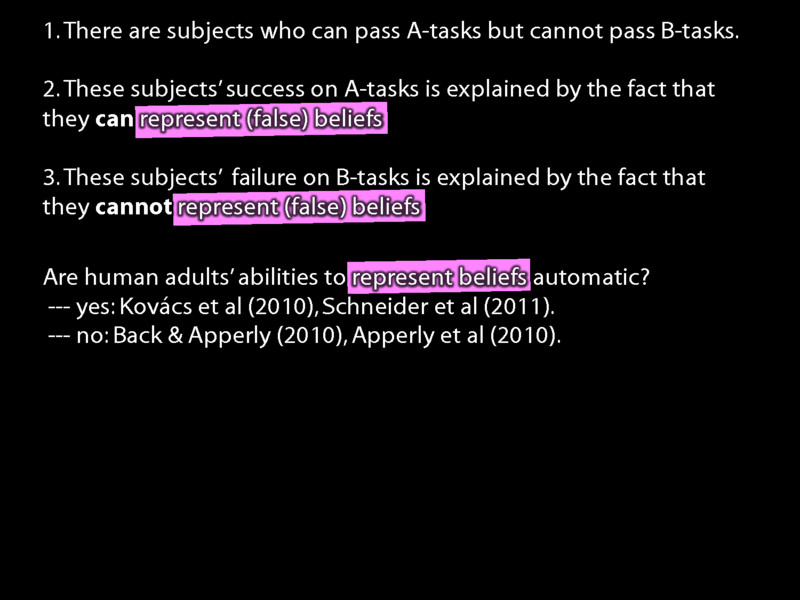 1. There are subjects who can pass A-tasks but cannot pass B-tasks.
2. These subjects' success on A-tasks is explained by the fact that
they can represent (false) beliefs
3. These subjects' failure on B-tasks is explained by the fact that
they cannot represent (false) beliefs
Are human adults' abilities to represent beliefs automatic?
--- yes: Kovács et al (2010), Schneider et al (2011).
--- no: Back & Apperly (2010), Apperly et al (2010).